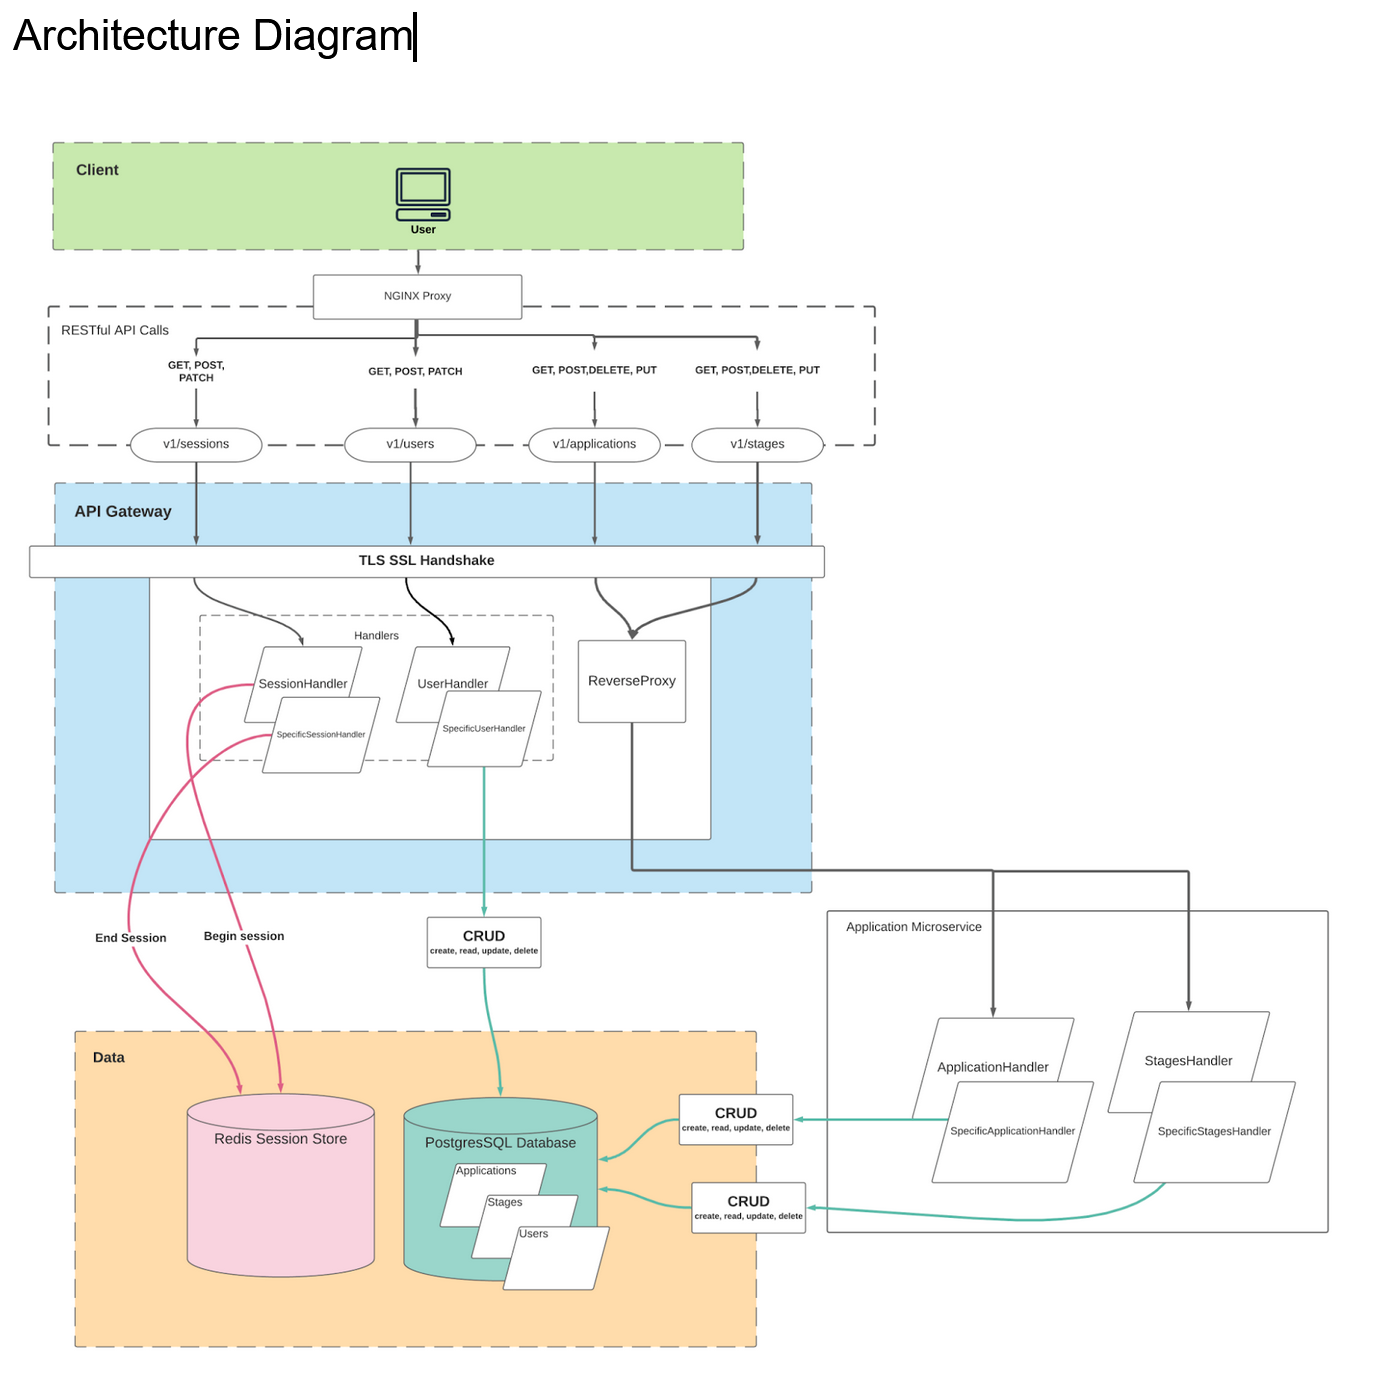 Architecture Diagram
Client
User
NGINX Proxy
RESTful API Calls
GET, POST,
PATCH
GET, POST, PATCH
GET, POST,DELETE, PUT
GET, POST,DELETE, PUT
v1/sessions
v1/users
v1/applications
v1/stages
API Gateway
TLS SSL Handshake
Handlers
SessionHandler
UserHandler
ReverseProxy
SpecificSessionHandler
SpecificUserHandler
End Session
Begin session
CRUD
create, read, update, delete
Application Microservice
Data
ApplicationHandler
StagesHandler
SpecificApplicationHandler
SpecificStagesHandler
CRUD
create, read, update, delete
CRUD
create, read, update, delete
Redis Session Store
PostgresSQL Database
Applications
Stages
Users